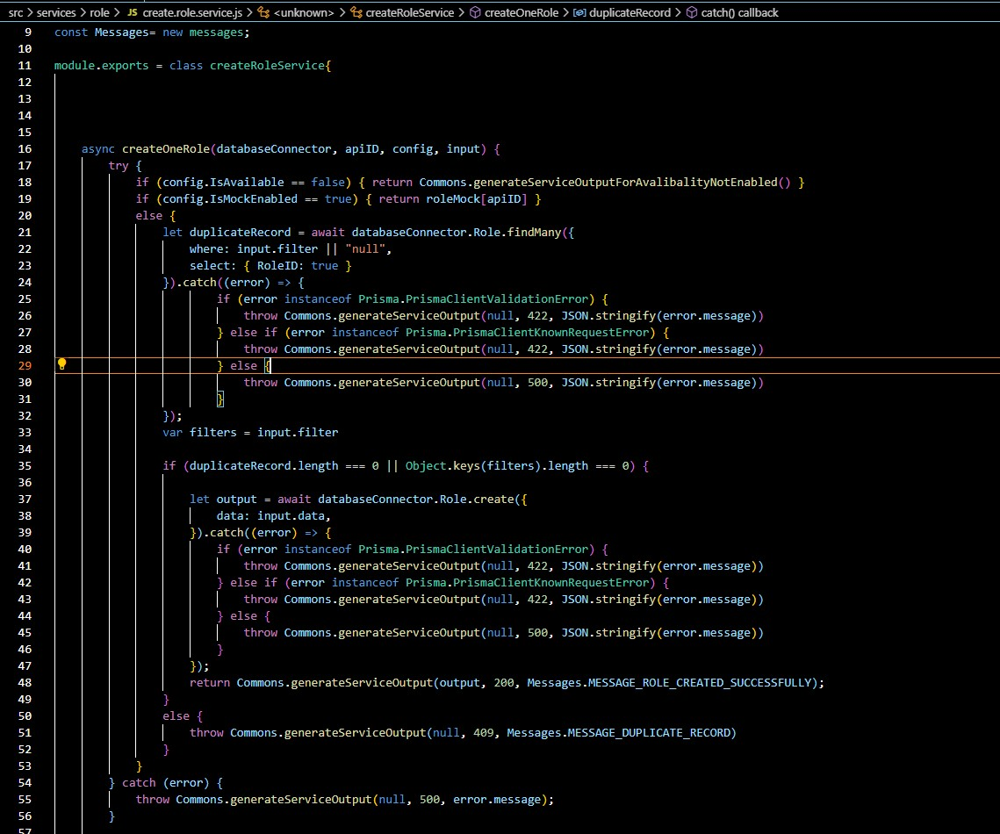 src > services > role > JS create.role.service.js > <unknown> > createRoleService > createOneRole > duplicateRecord > catch() callback
9 const Messages= new messages;
10
11 module.exports = class createRoleService{
12
13
14
15
16 async createOneRole(databaseConnector, apiID, config, input) {
17 try {
18 if (config.IsAvailable == false) { return Commons.generateServiceOutputForAvalibalityNotEnabled() }
19 if (config.IsMockEnabled == true) { return roleMock[apiID] }
20 else {
21 let duplicateRecord = await databaseConnector.Role.findMany({
22 where: input.filter || "null",
23 select: { RoleID: true }
24 }).catch((error) => {
25 if (error instanceof Prisma.PrismaClientValidationError) {
26 throw Commons.generateServiceOutput(null, 422, JSON.stringify(error.message))
27 } else if (error instanceof Prisma.PrismaClientKnownRequestError) {
28 throw Commons.generateServiceOutput(null, 422, JSON.stringify(error.message))
29 } else {
30 throw Commons.generateServiceOutput(null, 500, JSON.stringify(error.message))
31 }
32 });
33 var filters = input.filter
34
35 if (duplicateRecord.length === 0 || Object.keys(filters).length === 0) {
36
37 let output = await databaseConnector.Role.create({
38 data: input.data,
39 }).catch((error) => {
40 if (error instanceof Prisma.PrismaClientValidationError) {
41 throw Commons.generateServiceOutput(null, 422, JSON.stringify(error.message))
42 } else if (error instanceof Prisma.PrismaClientKnownRequestError) {
43 throw Commons.generateServiceOutput(null, 422, JSON.stringify(error.message))
44 } else {
45 throw Commons.generateServiceOutput(null, 500, JSON.stringify(error.message))
46 }
47 });
48 return Commons.generateServiceOutput(output, 200, Messages.MESSAGE_ROLE_CREATED_SUCCESSFULLY);
49 }
50 else {
51 throw Commons.generateServiceOutput(null, 409, Messages.MESSAGE_DUPLICATE_RECORD)
52 }
53 }
54 } catch (error) {
55 throw Commons.generateServiceOutput(null, 500, error.message);
56 }
57